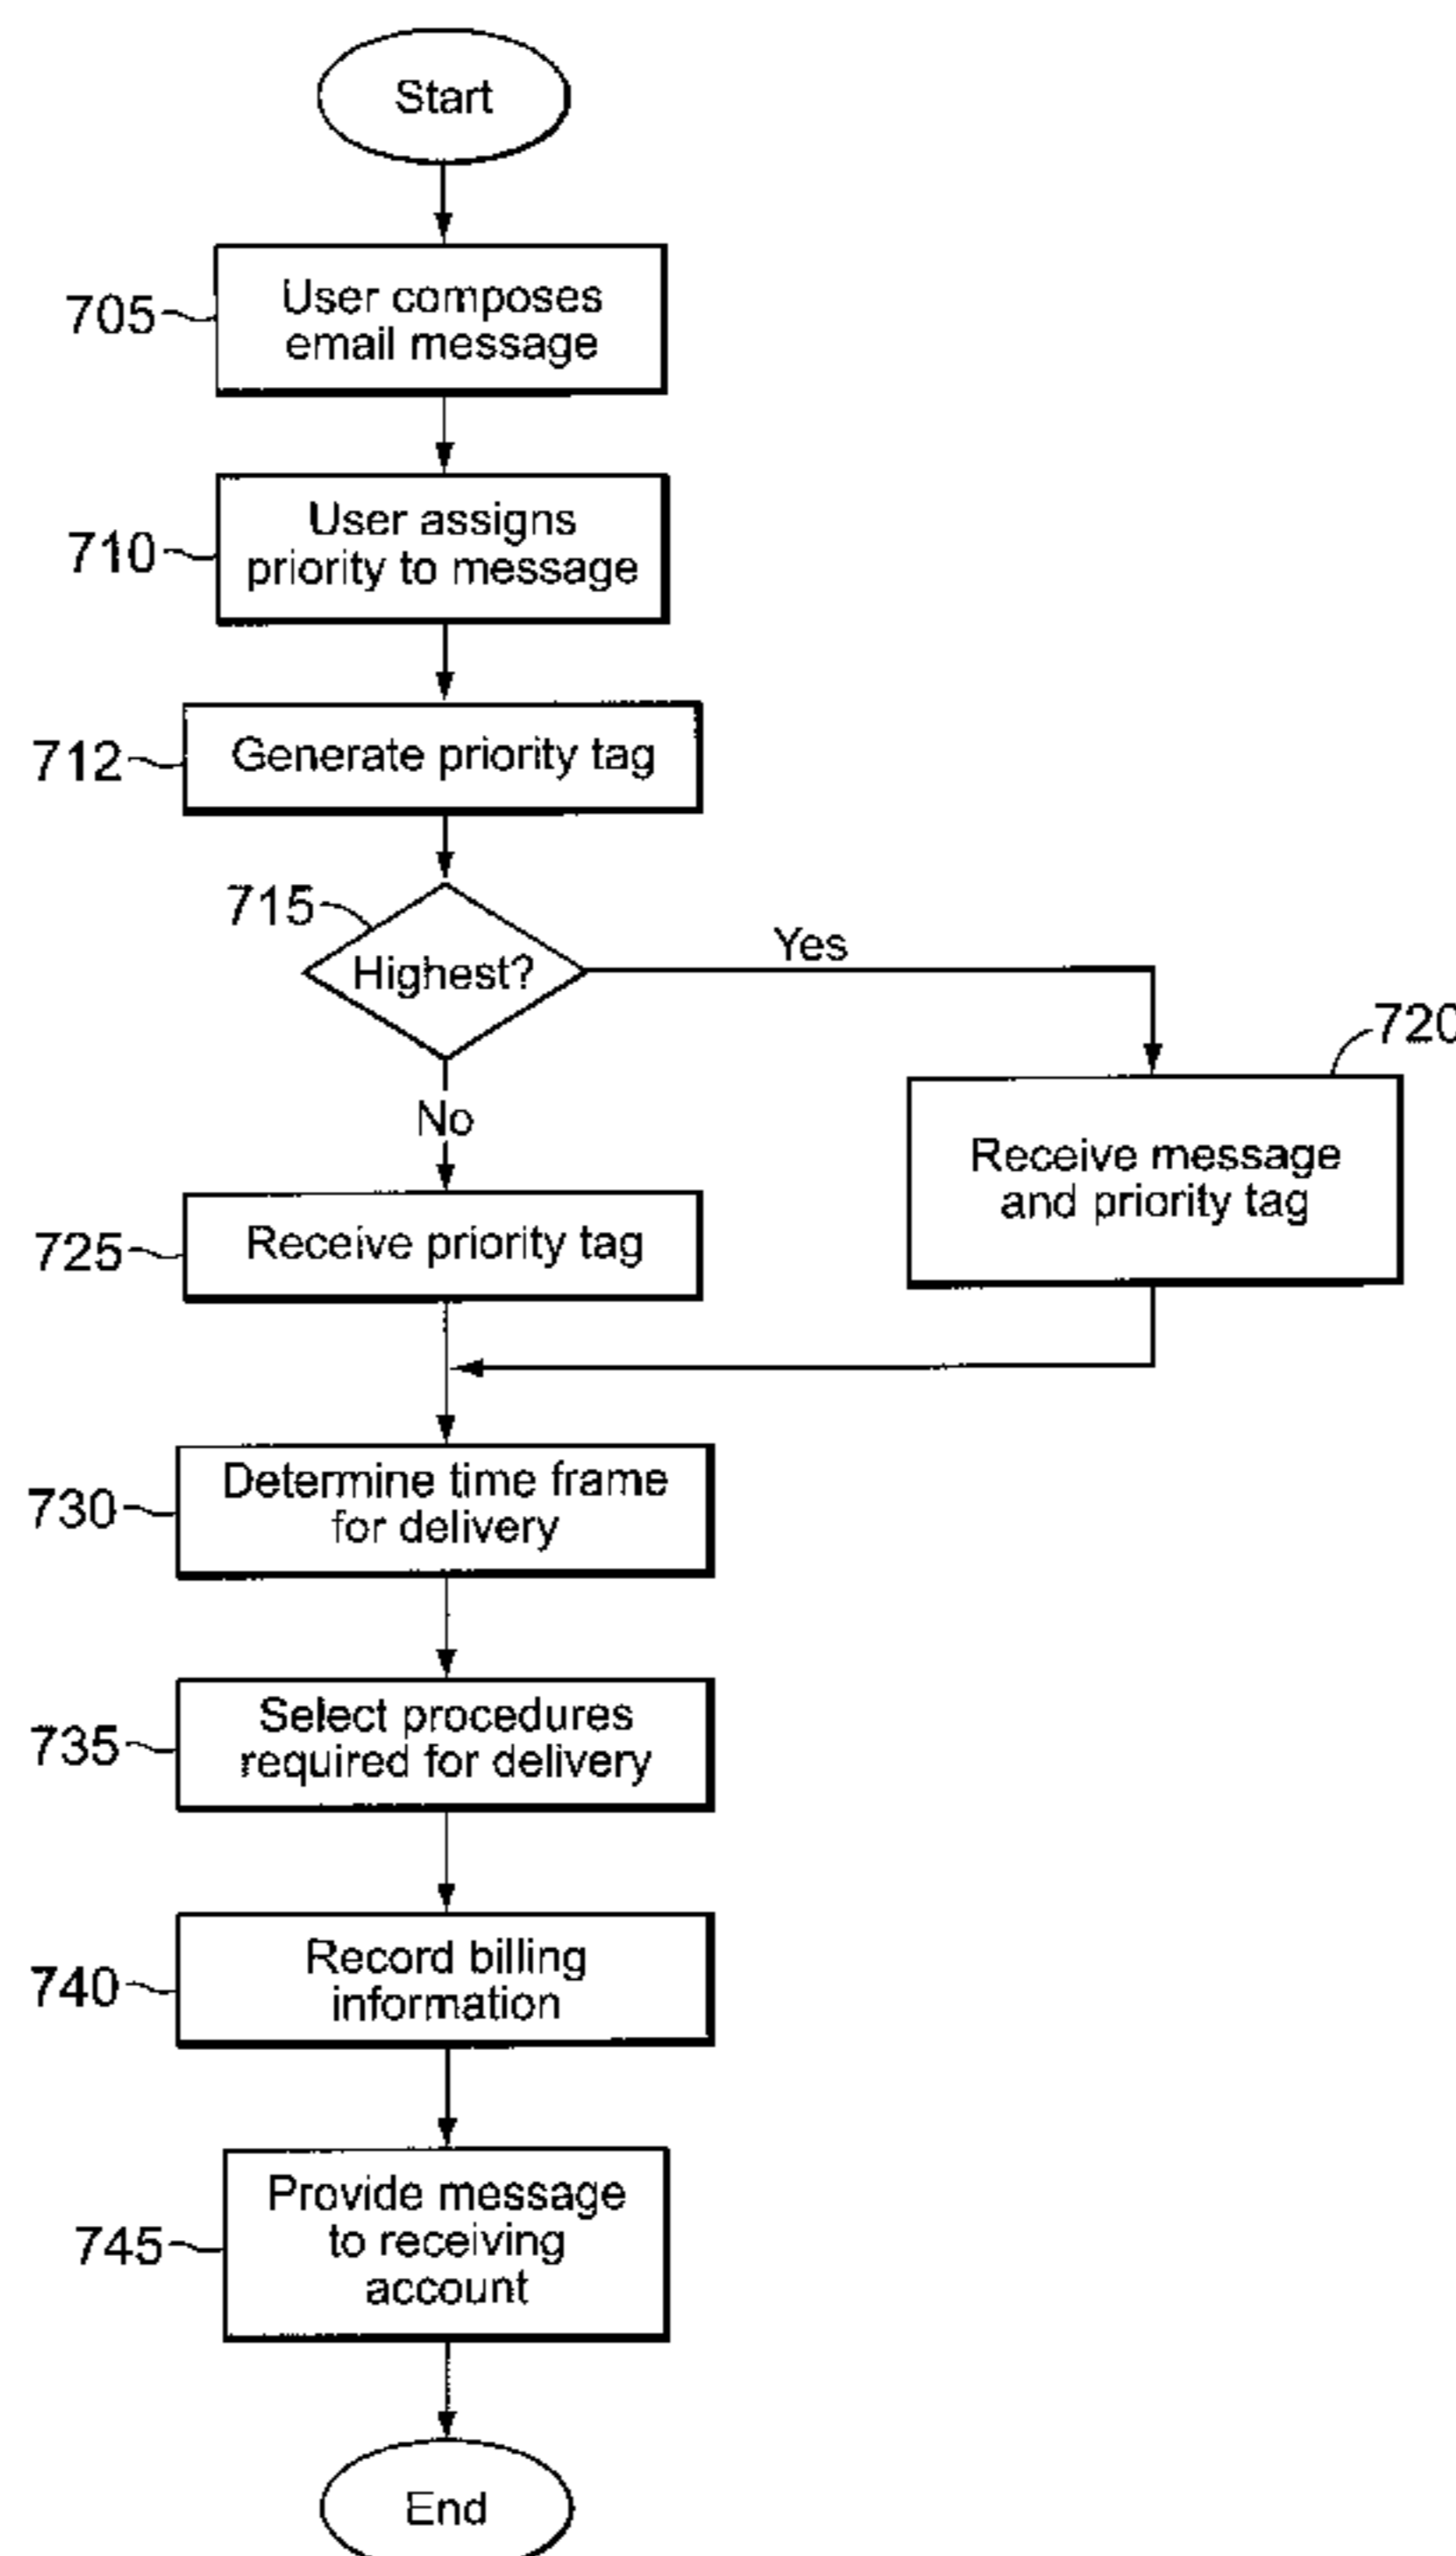 Start
705
User composes
email message
710
User assigns
priority to message
712
Generate priority tag
715
Highest?
Yes
No
720
Receive message
and priority tag
725
Receive priority tag
730
Determine time frame
for delivery
735
Select procedures
required for delivery
740
Record billing
information
745
Provide message
to receiving
account
End